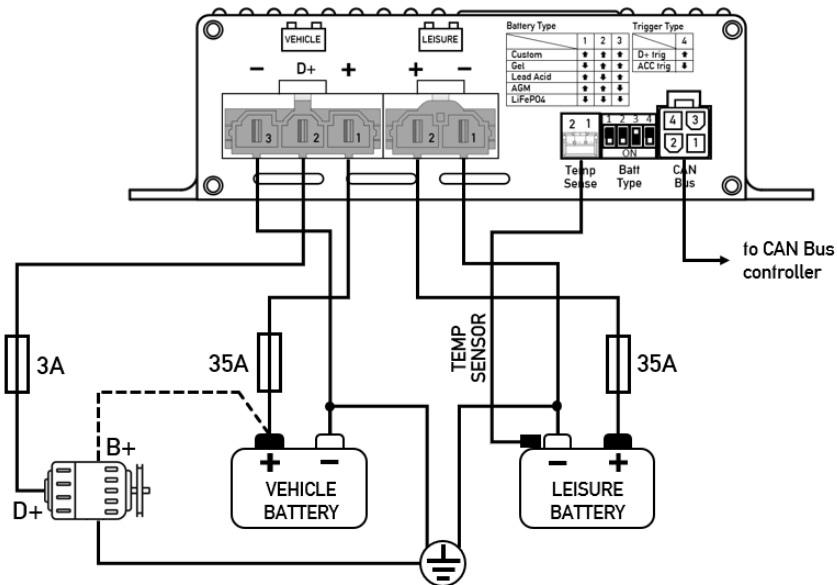 VEHICLE
LEISURE
− D+ +
+ −
3 2 1
2 1
Battery Type 1 2 3
Custom ⬆ ⬆ ⬆
Gel ⬇ ⬆ ⬆
Lead Acid ⬆ ⬇ ⬆
AGM ⬇ ⬇ ⬆
LiFePO4 ⬇ ⬇ ⬇
Trigger Type 4
D+ trig ⬆
ACC trig ⬇
2 1
1 2 3 4
ON
4 3
2 1
Temp
Sense
Batt
Type
CAN
Bus
to CAN Bus
controller
3A
35A
TEMP
SENSOR
35A
B+
D+
+ −
VEHICLE
BATTERY
− +
LEISURE
BATTERY